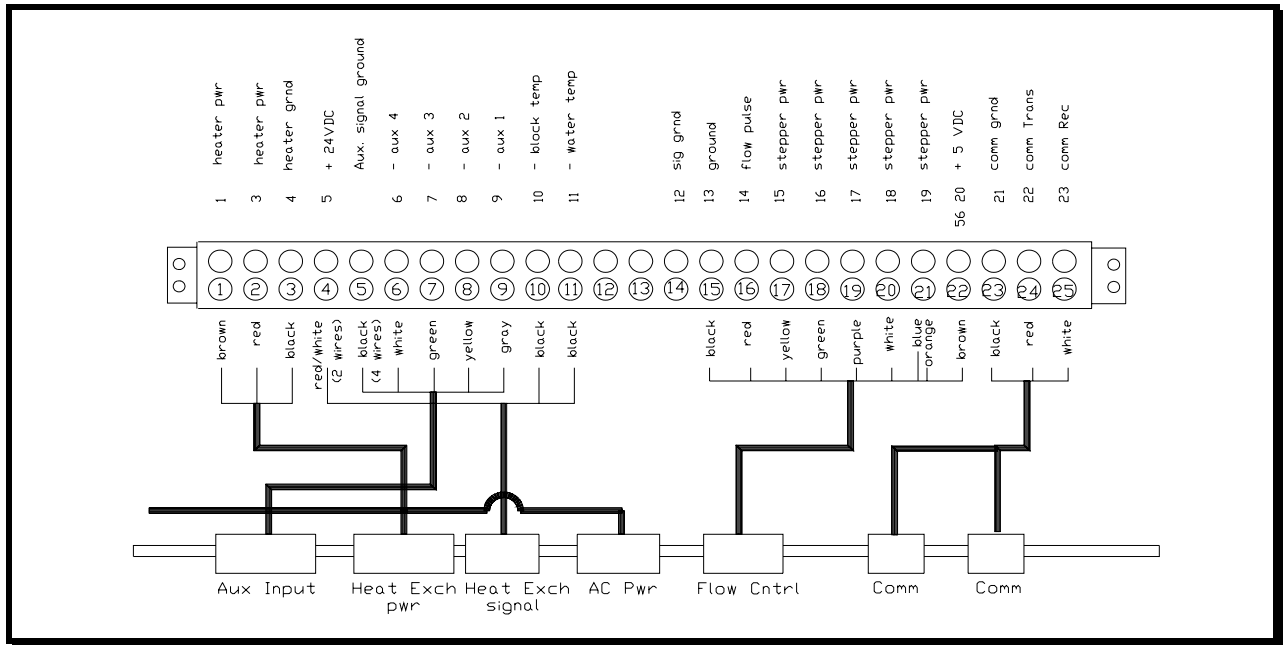 1 heater pwr
3 heater pwr
4 heater grnd
5 + 24VDC
Aux. signal ground
6 - aux 4
7 - aux 3
8 - aux 2
9 - aux 1
10 - block temp
11 - water temp
12 sig grnd
13 ground
14 flow pulse
15 stepper pwr
16 stepper pwr
17 stepper pwr
18 stepper pwr
19 stepper pwr
56 20 + 5 VDC
21 comm grnd
22 comm Trans
23 comm Rec
1 2 3 4 5 6 7 8 9 10 11 12 13 14 15 16 17 18 19 20 21 22 23 24 25
brown
red
black
red/white
(2 wires)
black
(4 wires)
white
green
yellow
gray
black
black
black
red
yellow
green
purple
white
blue
orange
brown
black
red
white
Aux Input
Heat Exch
pwr
Heat Exch
signal
AC Pwr
Flow Cntrl
Comm
Comm